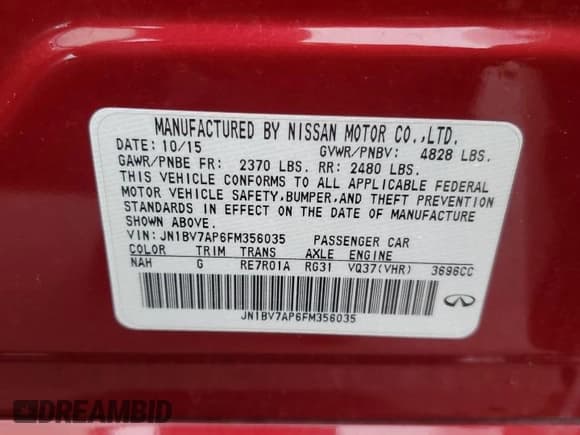 MANUFACTURED BY NISSAN MOTOR CO.,LTD.
DATE: 10/15 GVWR/PNBV: 4828 LBS.
GAWR/PNBE FR: 2370 LBS. RR: 2480 LBS.
THIS VEHICLE CONFORMS TO ALL APPLICABLE FEDERAL
MOTOR VEHICLE SAFETY,BUMPER,AND THEFT PREVENTION
STANDARDS IN EFFECT ON THE DATE OF MANUFACTURE
SHOWN ABOVE.
VIN: JN1BV7AP6FM356035 PASSENGER CAR
COLOR TRIM TRANS AXLE ENGINE
NAH G RE7R01A RG31 VQ37(VHR) 3696CC
JN1BV7AP6FM356035
DREAMBID